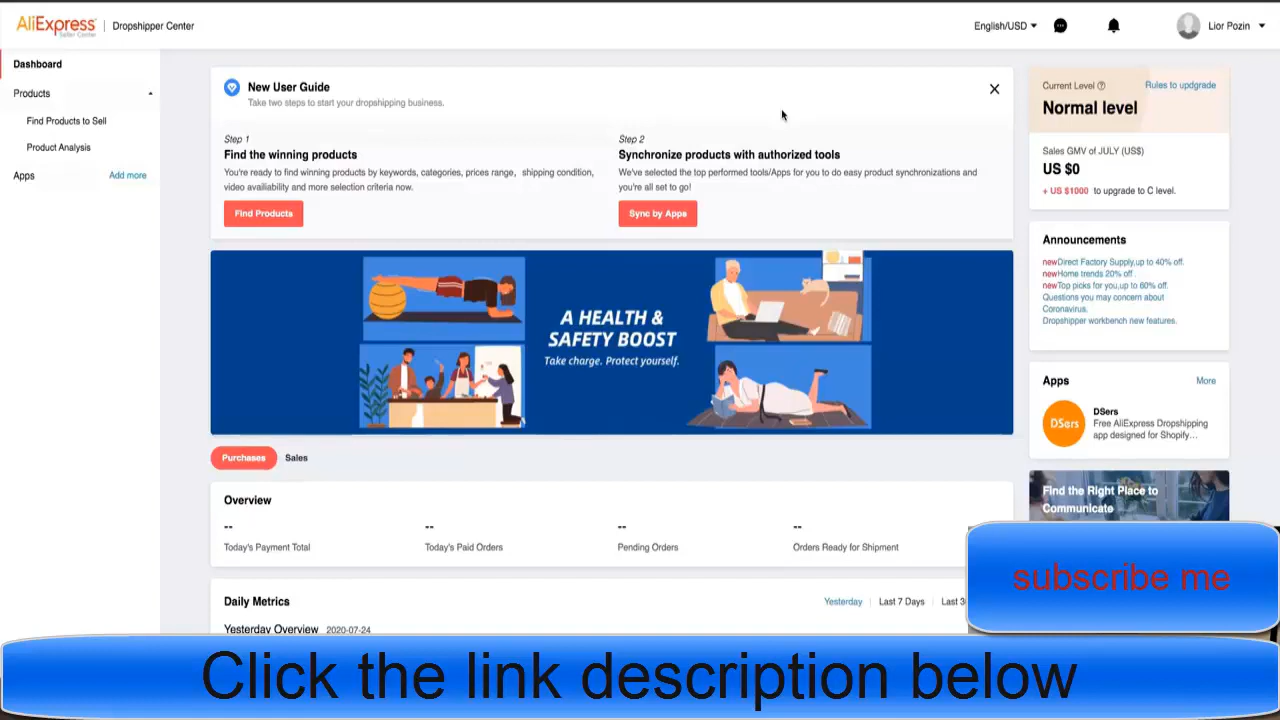 AliExpress
Seller Center
Dropshipper Center
English/USD
Lior Pozin
Dashboard
Products
Find Products to Sell
Product Analysis
Apps
Add more
New User Guide
Take two steps to start your dropshipping business.
Step 1
Find the winning products
You're ready to find winning products by keywords, categories, prices range, shipping condition,
video availiability and more selection criteria now.
Find Products
Step 2
Synchronize products with authorized tools
We've selected the top performed tools/Apps for you to do easy product synchronizations and
you're all set to go!
Sync by Apps
A HEALTH &
SAFETY BOOST
Take charge. Protect yourself.
Purchases
Sales
Overview
-- -- -- --
Today's Payment Total
Today's Paid Orders
Pending Orders
Orders Ready for Shipment
Daily Metrics
Yesterday
Last 7 Days
Last 3
Yesterday Overview 2020-07-24
Current Level ?
Rules to updgrade
Normal level
Sales GMV of JULY (US$)
US $0
+ US $1000 to upgrade to C level.
Announcements
newDirect Factory Supply,up to 40% off.
newHome trends 20% off .
newTop picks for you,up to 60% off.
Questions you may concern about
Coronavirus.
Dropshipper workbench new features.
Apps
More
DSers
DSers
Free AliExpress Dropshipping
app designed for Shopify...
Find the Right Place to
Communicate
subscribe me
Click the link description below